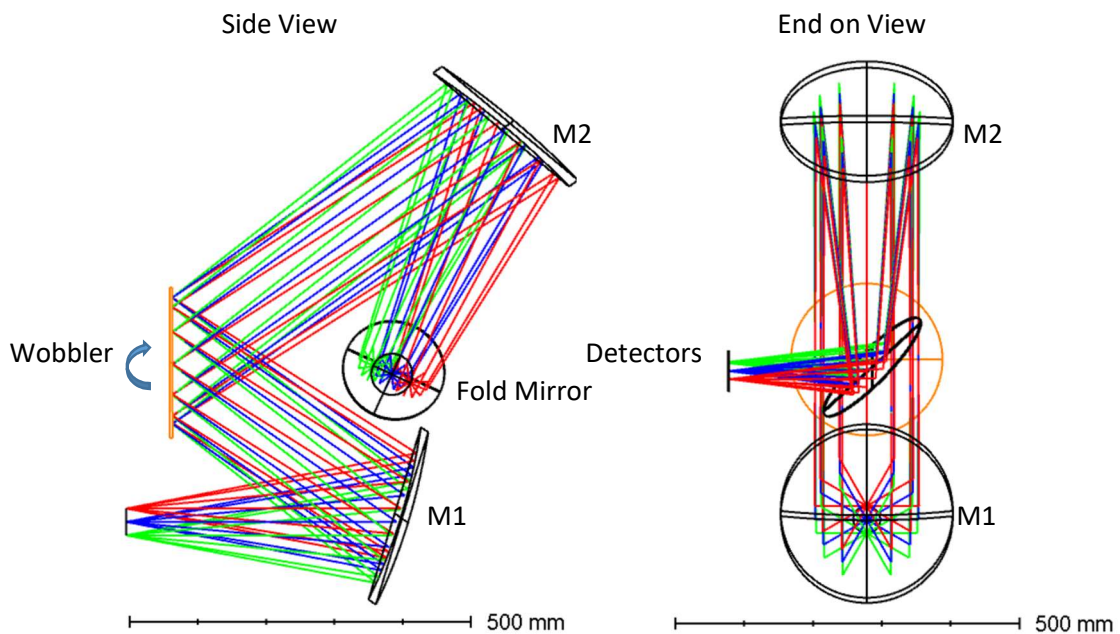 Side View
End on View
M2
M2
Wobbler
Detectors
Fold Mirror
M1
M1
500 mm
500 mm